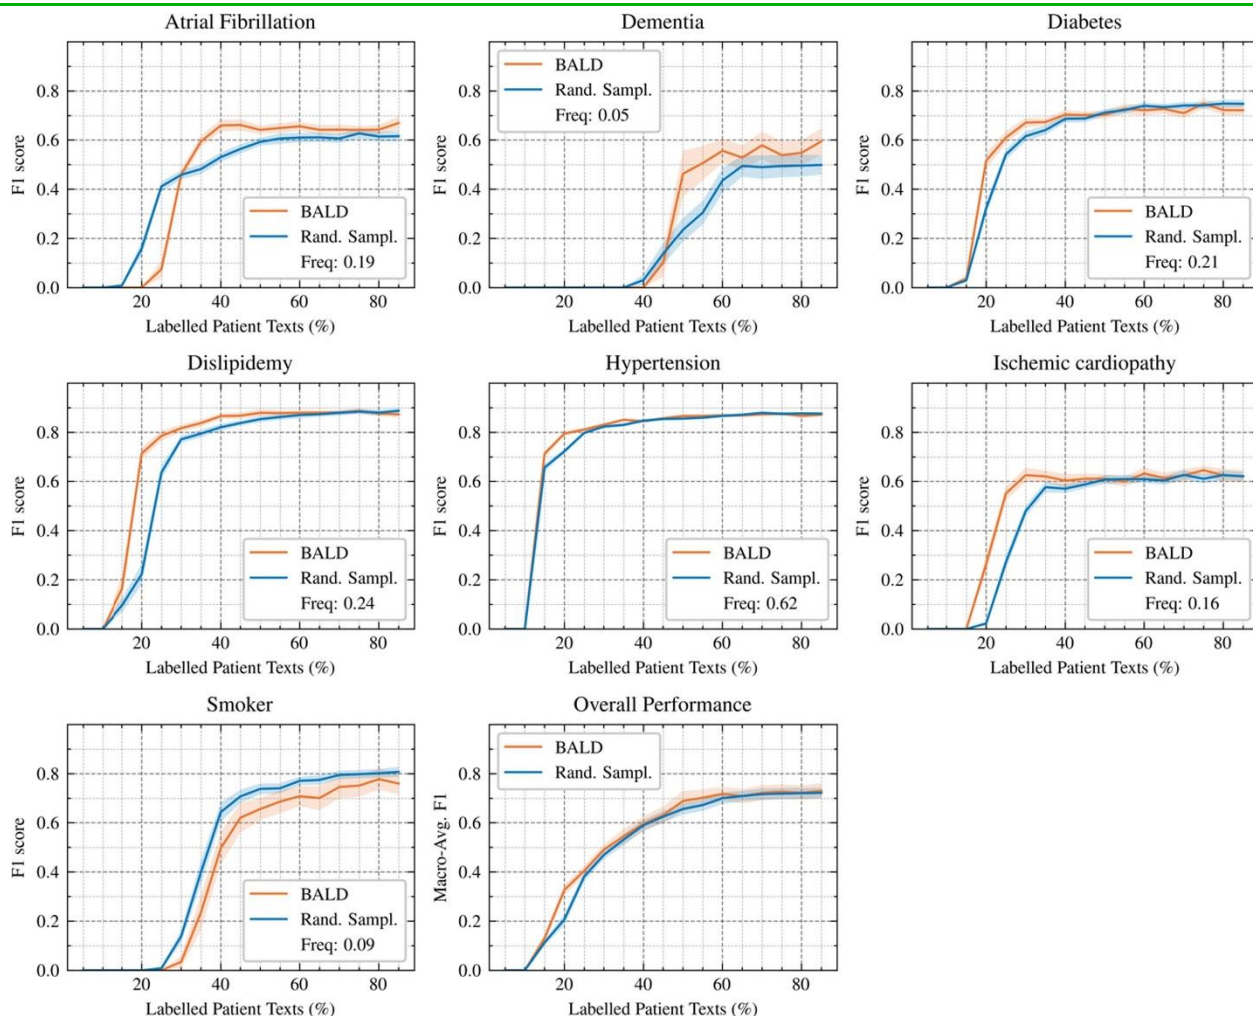 Atrial Fibrillation
F1 score
0.8
0.6
0.4
0.2
0.0
20 40 60 80
Labelled Patient Texts (%)
BALD
Rand. Sampl.
Freq: 0.19
Dementia
F1 score
0.8
0.6
0.4
0.2
0.0
20 40 60 80
Labelled Patient Texts (%)
BALD
Rand. Sampl.
Freq: 0.05
Diabetes
F1 score
0.8
0.6
0.4
0.2
0.0
20 40 60 80
Labelled Patient Texts (%)
BALD
Rand. Sampl.
Freq: 0.21
Dislipidemy
F1 score
0.8
0.6
0.4
0.2
0.0
20 40 60 80
Labelled Patient Texts (%)
BALD
Rand. Sampl.
Freq: 0.24
Hypertension
F1 score
0.8
0.6
0.4
0.2
0.0
20 40 60 80
Labelled Patient Texts (%)
BALD
Rand. Sampl.
Freq: 0.62
Ischemic cardiopathy
F1 score
0.8
0.6
0.4
0.2
0.0
20 40 60 80
Labelled Patient Texts (%)
BALD
Rand. Sampl.
Freq: 0.16
Smoker
F1 score
0.8
0.6
0.4
0.2
0.0
20 40 60 80
Labelled Patient Texts (%)
BALD
Rand. Sampl.
Freq: 0.09
Overall Performance
Macro-Avg. F1
0.8
0.6
0.4
0.2
0.0
20 40 60 80
Labelled Patient Texts (%)
BALD
Rand. Sampl.